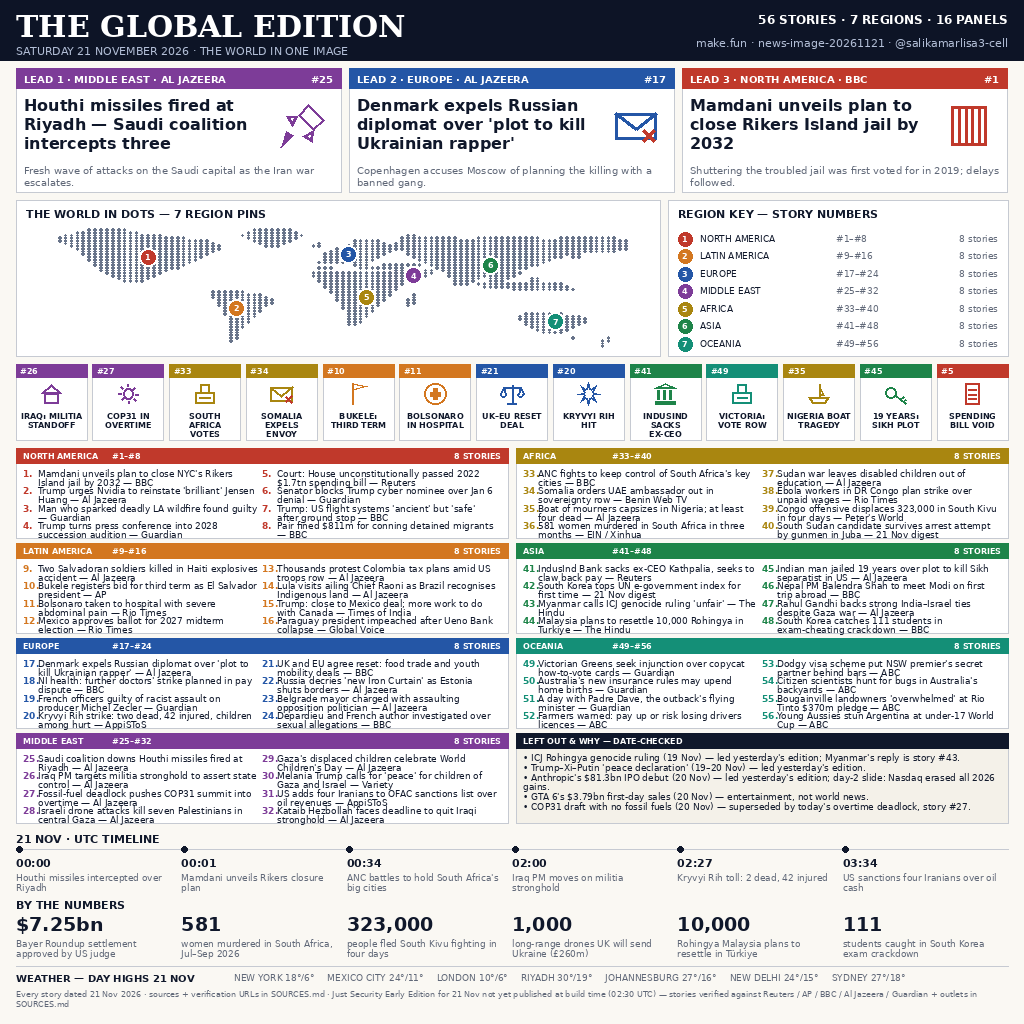 THE GLOBAL EDITION
SATURDAY 21 NOVEMBER 2026 · THE WORLD IN ONE IMAGE
56 STORIES · 7 REGIONS · 16 PANELS
make.fun · news-image-20261121 · @salikamarlisa3-cell
LEAD 1 · MIDDLE EAST · AL JAZEERA #25
Houthi missiles fired at
Riyadh — Saudi coalition
intercepts three
Fresh wave of attacks on the Saudi capital as the Iran war
escalates.
LEAD 2 · EUROPE · AL JAZEERA #17
Denmark expels Russian
diplomat over 'plot to kill
Ukrainian rapper'
Copenhagen accuses Moscow of planning the killing with a
banned gang.
LEAD 3 · NORTH AMERICA · BBC #1
Mamdani unveils plan to
close Rikers Island jail by
2032
Shuttering the troubled jail was first voted for in 2019; delays
followed.
THE WORLD IN DOTS — 7 REGION PINS
1
2
3
4
5
6
7
REGION KEY — STORY NUMBERS
1 NORTH AMERICA #1–#8 8 stories
2 LATIN AMERICA #9–#16 8 stories
3 EUROPE #17–#24 8 stories
4 MIDDLE EAST #25–#32 8 stories
5 AFRICA #33–#40 8 stories
6 ASIA #41–#48 8 stories
7 OCEANIA #49–#56 8 stories
#26
IRAQ: MILITIA
STANDOFF
#27
COP31 IN
OVERTIME
#33
SOUTH
AFRICA
VOTES
#34
SOMALIA
EXPELS
ENVOY
#10
BUKELE:
THIRD TERM
#11
BOLSONARO
IN HOSPITAL
#21
UK–EU RESET
DEAL
#20
KRYVYI RIH
HIT
#41
INDUSIND
SACKS
EX-CEO
#49
VICTORIA:
VOTE ROW
#35
NIGERIA BOAT
TRAGEDY
#45
19 YEARS:
SIKH PLOT
#5
SPENDING
BILL VOID
NORTH AMERICA #1–#8 8 STORIES
1. Mamdani unveils plan to close NYC's Rikers
Island jail by 2032 — BBC
2. Trump urges Nvidia to reinstate 'brilliant' Jensen
Huang — Al Jazeera
3. Man who sparked deadly LA wildfire found guilty
— Guardian
4. Trump turns press conference into 2028
succession audition — Guardian
5. Court: House unconstitutionally passed 2022
$1.7tn spending bill — Reuters
6. Senator blocks Trump cyber nominee over Jan 6
denial — Guardian
7. Trump: US flight systems 'ancient' but 'safe'
after ground stop — BBC
8. Pair fined $811m for conning detained migrants
— BBC
AFRICA #33–#40 8 STORIES
33. ANC fights to keep control of South Africa's key
cities — BBC
34. Somalia orders UAE ambassador out in
sovereignty row — Benin Web TV
35. Boat of mourners capsizes in Nigeria; at least
four dead — Al Jazeera
36. 581 women murdered in South Africa in three
months — EIN / Xinhua
37. Sudan war leaves disabled children out of
education — Al Jazeera
38. Ebola workers in DR Congo plan strike over
unpaid wages — The Hindu
39. Congo offensive displaces 323,000 in South Kivu
in four days — Peter's World
40. South Sudan candidate survives arrest attempt
by gunmen in Juba — 21 Nov digest
LATIN AMERICA #9–#16 8 STORIES
9. Two Salvadoran soldiers killed in Haiti explosives
accident — Al Jazeera
10. Bukele registers bid for third term as El Salvador
president — AP
11. Bolsonaro taken to hospital with severe
abdominal pain — Rio Times
12. Mexico approves ballot for 2027 midterm
election — Rio Times
13. Thousands protest Colombia tax plans amid US
troops row — Al Jazeera
14. Lula visits ailing Chief Raoni as Brazil recognises
Indigenous land — Al Jazeera
15. Trump: close to Mexico deal; more work to do
with Canada — Times of India
16. Paraguay president impeached after Ueno Bank
collapse — Global Voice
ASIA #41–#48 8 STORIES
41. IndusInd Bank sacks ex-CEO Kathpalia, seeks to
claw back pay — Reuters
42. South Korea tops UN e-government index for
first time — 21 Nov digest
43. Myanmar calls ICJ genocide ruling 'unfair' — The
Hindu
44. Malaysia plans to resettle 10,000 Rohingya in
Türkiye — The Hindu
45. Indian man jailed 19 years over plot to kill Sikh
separatist in US — Al Jazeera
46. Nepal PM Balendra Shah to meet Modi on first
trip abroad — BBC
47. Rahul Gandhi backs strong India–Israel ties
despite Gaza war — Al Jazeera
48. South Korea catches 111 students in
exam-cheating crackdown — BBC
EUROPE #17–#24 8 STORIES
17. Denmark expels Russian diplomat over 'plot to
kill Ukrainian rapper' — Al Jazeera
18. NI health: further doctors' strike planned in pay
dispute — BBC
19. French officers guilty of racist assault on
producer Michel Zecler — Guardian
20. Kryvyi Rih strike: two dead, 42 injured, children
among hurt — AppisToS
21. UK and EU agree reset: food trade and youth
mobility deals — BBC
22. Russia decries 'new Iron Curtain' as Estonia
shuts borders — Al Jazeera
23. Belgrade mayor charged with assaulting
opposition politician — Al Jazeera
24. Depardieu and French author investigated over
sexual allegations — BBC
OCEANIA #49–#56 8 STORIES
49. Victorian Greens seek injunction over copycat
how-to-vote cards — Guardian
50. Australia's new insurance rules may upend
home births — Guardian
51. A day with Padre Dave, the outback's flying
minister — Guardian
52. Farmers warned: pay up or risk losing drivers
licences — ABC
53. Dodgy visa scheme put NSW premier's secret
partner behind bars — ABC
54. Citizen scientists hunt for bugs in Australia's
backyards — ABC
55. Bougainville landowners 'overwhelmed' at Rio
Tinto $370m pledge — ABC
56. Young Aussies stun Argentina at under-17 World
Cup — ABC
MIDDLE EAST #25–#32 8 STORIES
25. Saudi coalition downs Houthi missiles fired at
Riyadh — Al Jazeera
26. Iraq PM targets militia stronghold to assert state
control — Al Jazeera
27. Fossil-fuel deadlock pushes COP31 summit into
overtime — Al Jazeera
28. Israeli drone attacks kill seven Palestinians in
central Gaza — Al Jazeera
29. Gaza's displaced children celebrate World
Children's Day — Al Jazeera
30. Melania Trump calls for 'peace' for children of
Gaza and Israel — Variety
31. US adds four Iranians to OFAC sanctions list over
oil revenues — AppisToS
32. Kataib Hezbollah faces deadline to quit Iraqi
stronghold — Al Jazeera
LEFT OUT & WHY — DATE-CHECKED
• ICJ Rohingya genocide ruling (19 Nov) — led yesterday's edition; Myanmar's reply is story #43.
• Trump–Xi–Putin 'peace declaration' (19–20 Nov) — led yesterday's edition.
• Anthropic's $81.3bn IPO debut (20 Nov) — led yesterday's edition; day-2 slide: Nasdaq erased all 2026
gains.
• GTA 6's $3.79bn first-day sales (20 Nov) — entertainment, not world news.
• COP31 draft with no fossil fuels (20 Nov) — superseded by today's overtime deadlock, story #27.
21 NOV · UTC TIMELINE
00:00
Houthi missiles intercepted over
Riyadh
00:01
Mamdani unveils Rikers closure
plan
00:34
ANC battles to hold South Africa's
big cities
02:00
Iraq PM moves on militia
stronghold
02:27
Kryvyi Rih toll: 2 dead, 42 injured
03:34
US sanctions four Iranians over oil
cash
BY THE NUMBERS
$7.25bn
Bayer Roundup settlement
approved by US judge
581
women murdered in South Africa,
Jul–Sep 2026
323,000
people fled South Kivu fighting in
four days
1,000
long-range drones UK will send
Ukraine (£260m)
10,000
Rohingya Malaysia plans to
resettle in Türkiye
111
students caught in South Korea
exam crackdown
WEATHER — DAY HIGHS 21 NOV NEW YORK 18°/6° MEXICO CITY 24°/11° LONDON 10°/6° RIYADH 30°/19° JOHANNESBURG 27°/16° NEW DELHI 24°/15° SYDNEY 27°/18°
Every story dated 21 Nov 2026 · sources + verification URLs in SOURCES.md · Just Security Early Edition for 21 Nov not yet published at build time (02:30 UTC) — stories verified against Reuters / AP / BBC / Al Jazeera / Guardian + outlets in
SOURCES.md